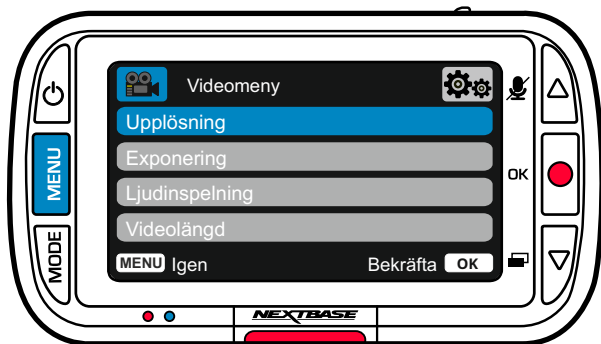 Videomeny
Upplösning
Exponering
Ljudinspelning
Videolängd
MENU Igen Bekräfta OK
MENU
MODE
OK
NEXTBASE